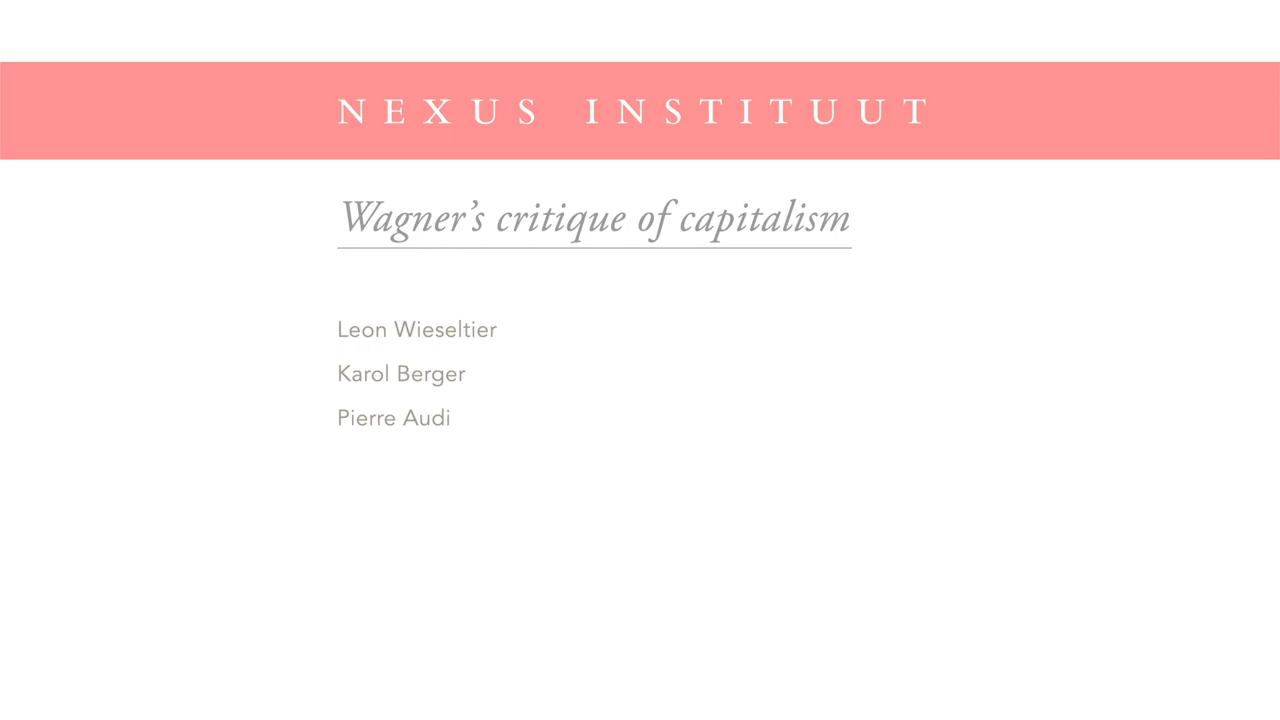 NEXUS INSTITUUT
Wagner’s critique of capitalism
Leon Wieseltier
Karol Berger
Pierre Audi